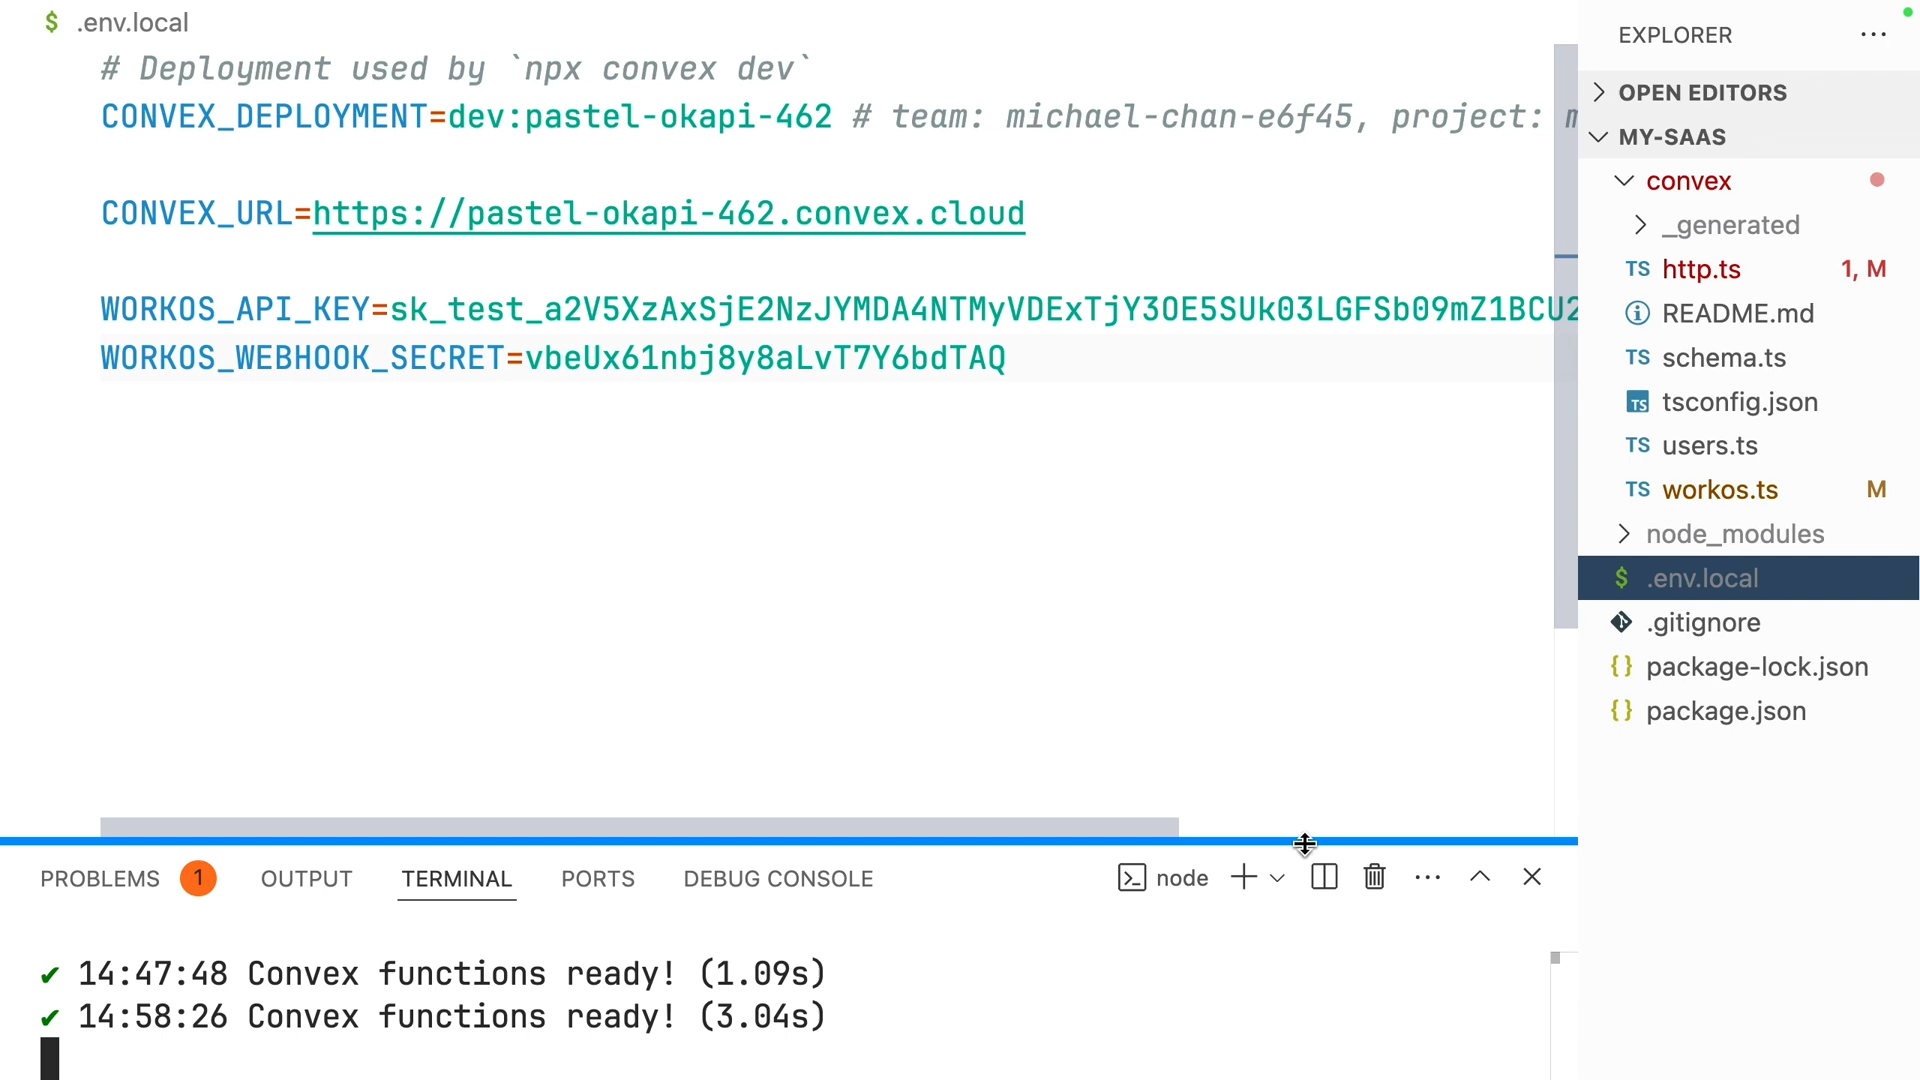 $ .env.local
# Deployment used by `npx convex dev`
CONVEX_DEPLOYMENT=dev:pastel-okapi-462 # team: michael-chan-e6f45, project: m
CONVEX_URL=https://pastel-okapi-462.convex.cloud
WORKOS_API_KEY=sk_test_a2V5XzAxSjE2NzJYMDA4NTMyVDExTjY3OE5SUk03LGFSb09mZ1BCU2
WORKOS_WEBHOOK_SECRET=vbeUx61nbj8y8aLvT7Y6bdTAQ
PROBLEMS 1 OUTPUT TERMINAL PORTS DEBUG CONSOLE node
✔ 14:47:48 Convex functions ready! (1.09s)
✔ 14:58:26 Convex functions ready! (3.04s)
EXPLORER
OPEN EDITORS
MY-SAAS
convex
_generated
TS http.ts 1, M
README.md
TS schema.ts
TS tsconfig.json
TS users.ts
TS workos.ts M
node_modules
$ .env.local
.gitignore
{} package-lock.json
{} package.json